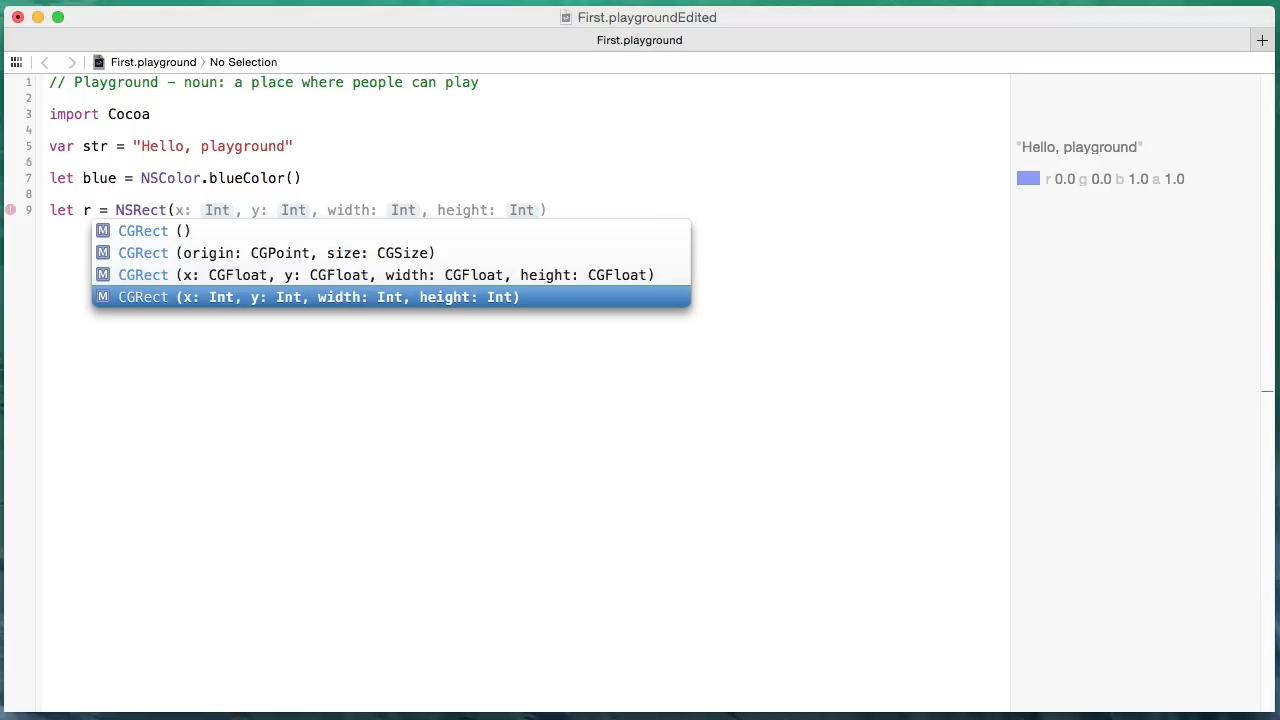 First.playgroundEdited
First.playground
First.playground No Selection
1 // Playground - noun: a place where people can play
2
3 import Cocoa
4
5 var str = "Hello, playground"
"Hello, playground"
6
7 let blue = NSColor.blueColor()
r 0.0 g 0.0 b 1.0 a 1.0
8
9 let r = NSRect(x: Int, y: Int, width: Int, height: Int)
M CGRect ()
M CGRect (origin: CGPoint, size: CGSize)
M CGRect (x: CGFloat, y: CGFloat, width: CGFloat, height: CGFloat)
M CGRect (x: Int, y: Int, width: Int, height: Int)